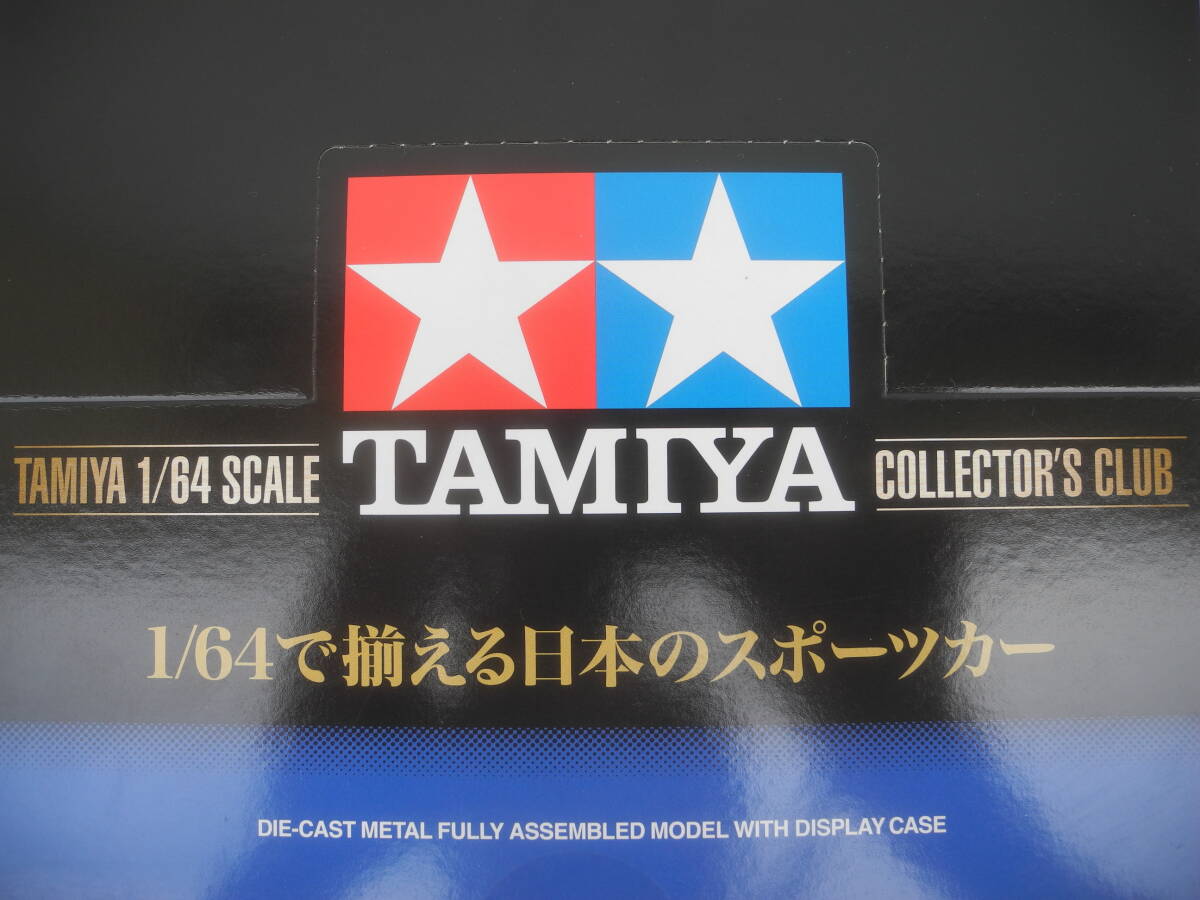 TAMIYA 1/64 SCALE TAMIYA COLLECTOR'S CLUB
1/64で揃える日本のスポーツカー
DIE-CAST METAL FULLY ASSEMBLED MODEL WITH DISPLAY CASE